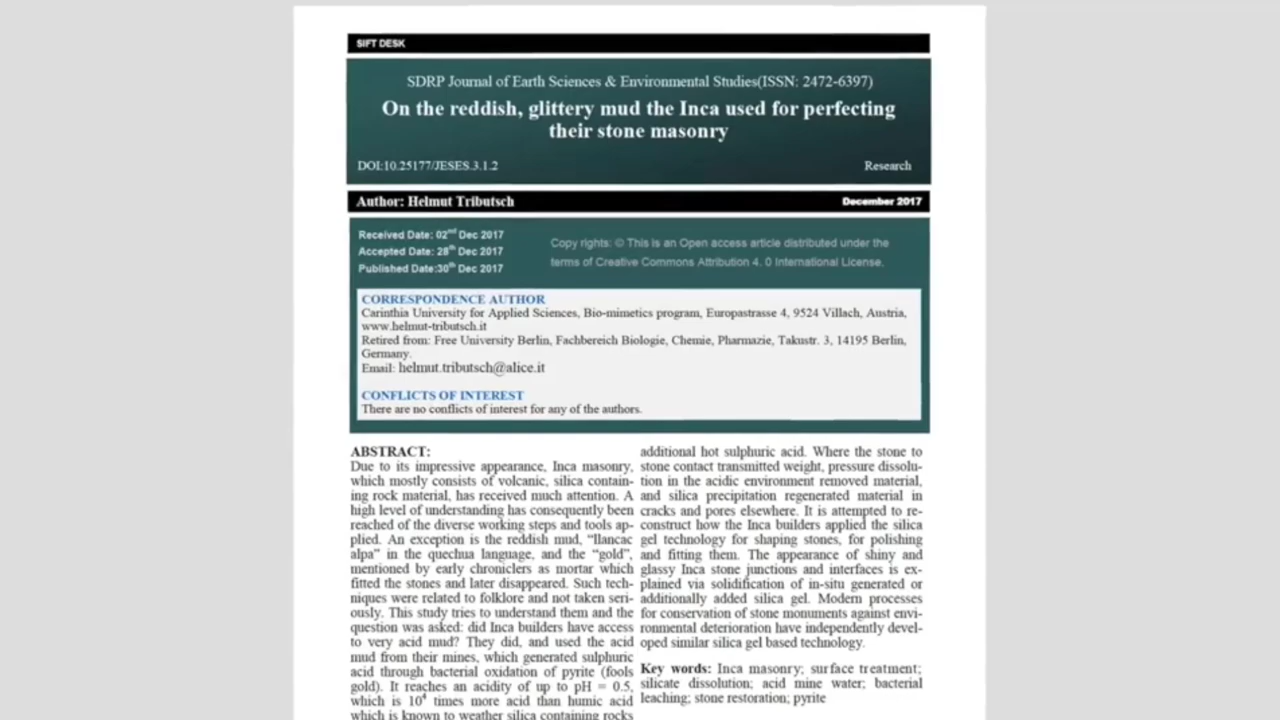 SIFT DESK
SDRP Journal of Earth Sciences & Environmental Studies(ISSN: 2472-6397)
On the reddish, glittery mud the Inca used for perfecting
their stone masonry
DOI:10.25177/JESES.3.1.2
Research
Author: Helmut Tributsch
December 2017
Received Date: 02nd Dec 2017
Accepted Date: 28th Dec 2017
Published Date:30th Dec 2017
Copy rights: © This is an Open access article distributed under the
terms of Creative Commons Attribution 4. 0 International License.
CORRESPONDENCE AUTHOR
Carinthia University for Applied Sciences, Bio-mimetics program, Europastrasse 4, 9524 Villach, Austria,
www.helmut-tributsch.it
Retired from: Free University Berlin, Fachbereich Biologie, Chemie, Pharmazie, Takustr. 3, 14195 Berlin,
Germany.
Email: helmut.tributsch@alice.it
CONFLICTS OF INTEREST
There are no conflicts of interest for any of the authors.
ABSTRACT:
Due to its impressive appearance, Inca masonry,
which mostly consists of volcanic, silica contain-
ing rock material, has received much attention. A
high level of understanding has consequently been
reached of the diverse working steps and tools ap-
plied. An exception is the reddish mud, “llancac
alpa” in the quechua language, and the “gold”,
mentioned by early chroniclers as mortar which
fitted the stones and later disappeared. Such tech-
niques were related to folklore and not taken seri-
ously. This study tries to understand them and the
question was asked: did Inca builders have access
to very acid mud? They did, and used the acid
mud from their mines, which generated sulphuric
acid through bacterial oxidation of pyrite (fools
gold). It reaches an acidity of up to pH = 0.5,
which is 10⁴ times more acid than humic acid
which is known to weather silica containing rocks
additional hot sulphuric acid. Where the stone to
stone contact transmitted weight, pressure dissolu-
tion in the acidic environment removed material,
and silica precipitation regenerated material in
cracks and pores elsewhere. It is attempted to re-
construct how the Inca builders applied the silica
gel technology for shaping stones, for polishing
and fitting them. The appearance of shiny and
glassy Inca stone junctions and interfaces is ex-
plained via solidification of in-situ generated or
additionally added silica gel. Modern processes
for conservation of stone monuments against envi-
ronmental deterioration have independently devel-
oped similar silica gel based technology.
Key words: Inca masonry; surface treatment;
silicate dissolution; acid mine water; bacterial
leaching; stone restoration; pyrite